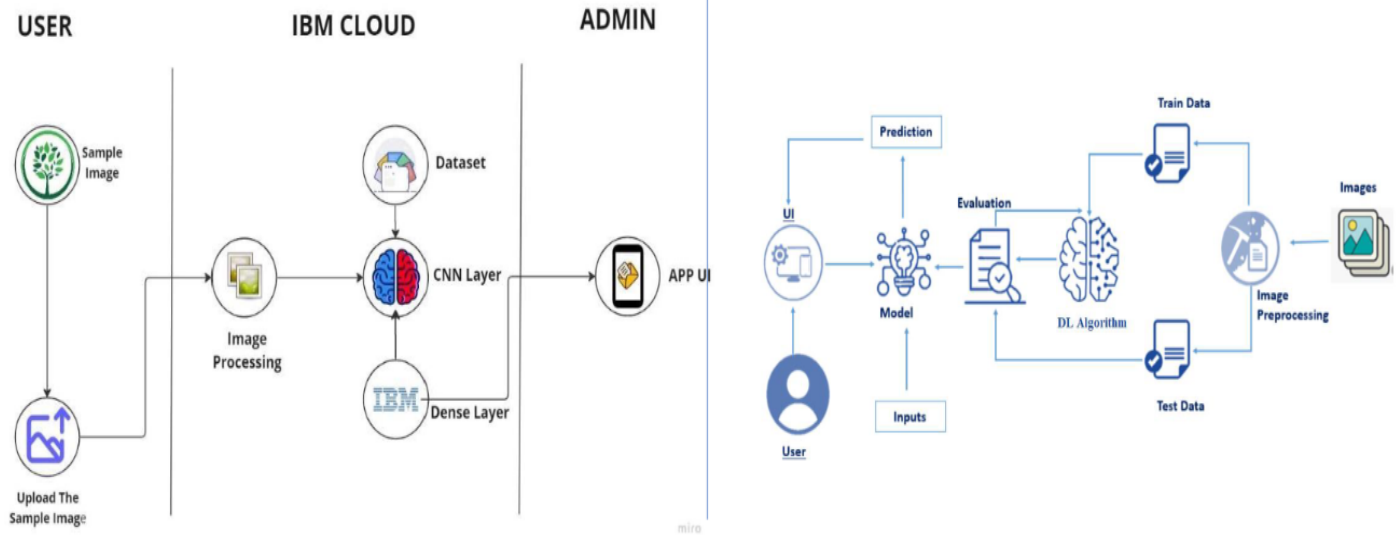 USER
IBM CLOUD
ADMIN
Sample
Image
Dataset
CNN Layer
APP UI
Image
Processing
IBM
Dense Layer
Upload The
Sample Image
miro
Train Data
Prediction
Images
Evaluation
UI
Model
DL Algorithm
Image
Preprocessing
Inputs
Test Data
User